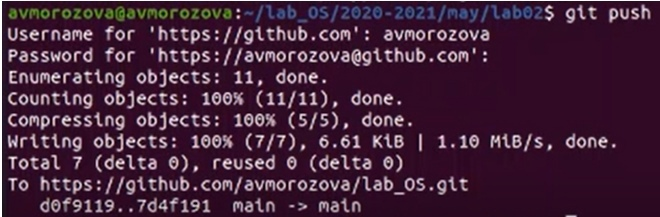 avmorozova@avmorozova:~/lab_OS/2020-2021/may/lab02$ git push
Username for 'https://github.com': avmorozova
Password for 'https://avmorozova@github.com':
Enumerating objects: 11, done.
Counting objects: 100% (11/11), done.
Compressing objects: 100% (5/5), done.
Writing objects: 100% (7/7), 6.61 KiB | 1.10 MiB/s, done.
Total 7 (delta 0), reused 0 (delta 0)
To https://github.com/avmorozova/lab_OS.git
   d0f9119..7d4f191  main -> main